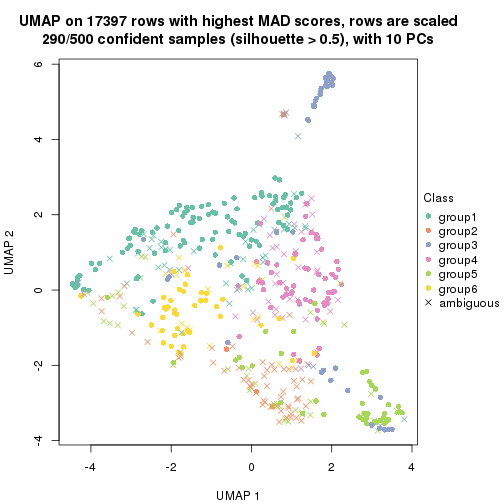 UMAP on 17397 rows with highest MAD scores, rows are scaled
290/500 confident samples (silhouette > 0.5), with 10 PCs
6
4
2
0
-2
-4
UMAP 2
-4
-2
0
2
4
UMAP 1
Class
group1
group2
group3
group4
group5
group6
ambiguous